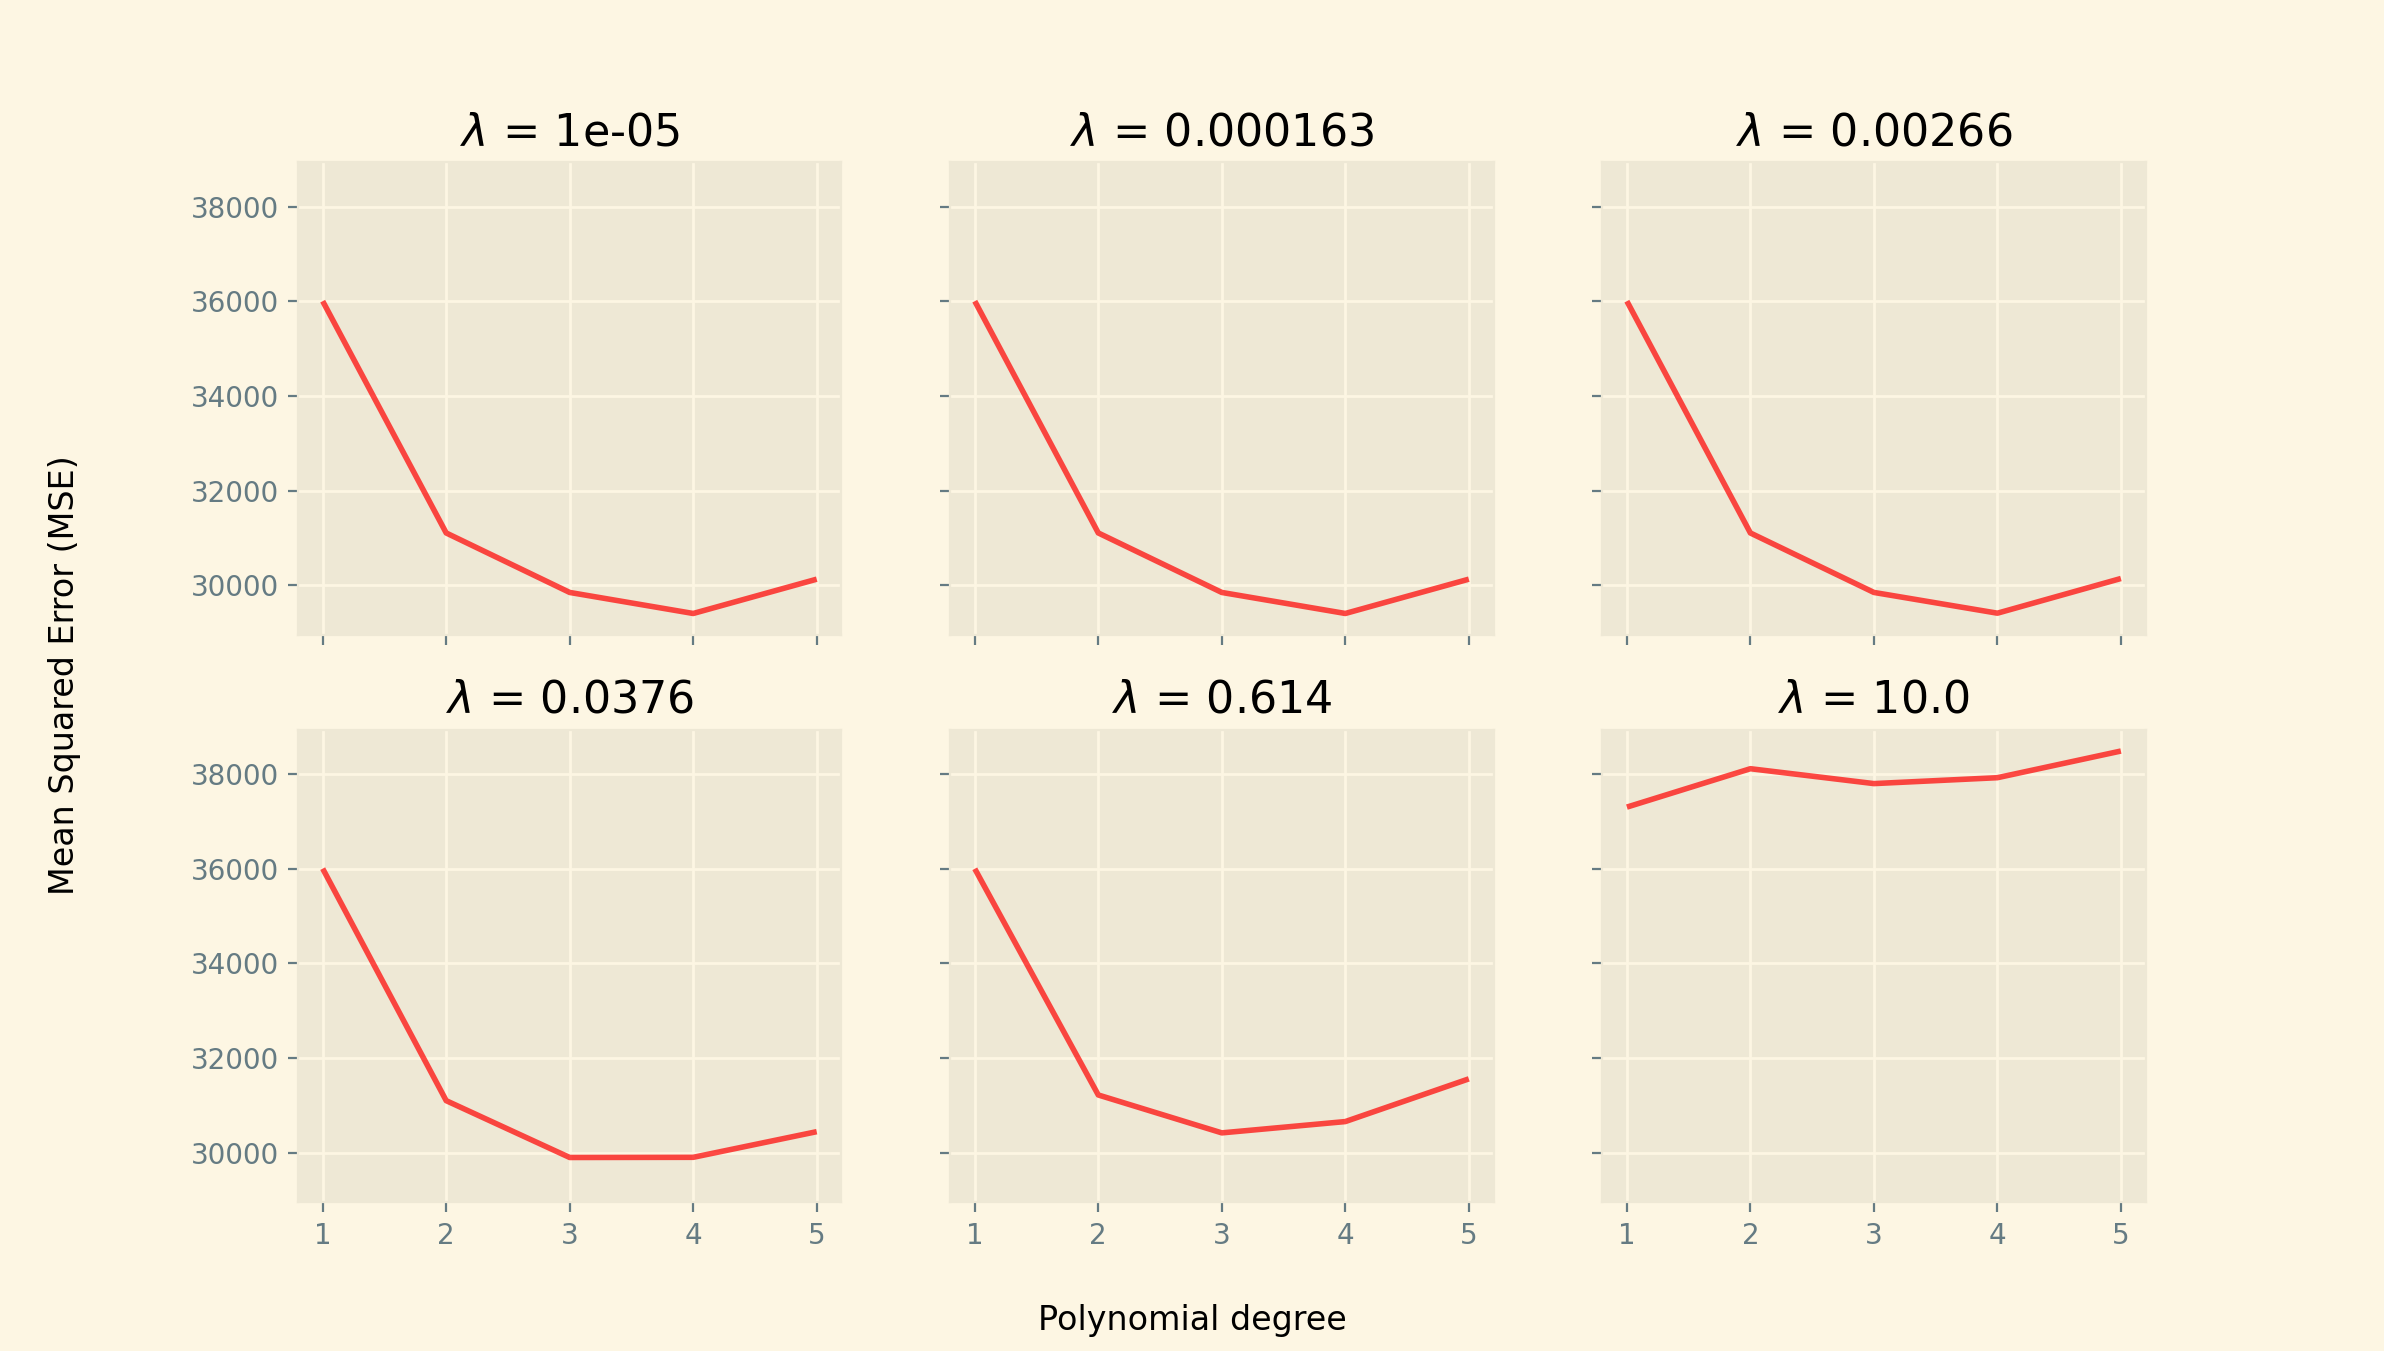 λ = 1e-05
λ = 0.000163
λ = 0.00266
38000
36000
34000
32000
30000
λ = 0.0376
λ = 0.614
λ = 10.0
38000
36000
34000
32000
30000
1 2 3 4 5
1 2 3 4 5
1 2 3 4 5
Mean Squared Error (MSE)
Polynomial degree